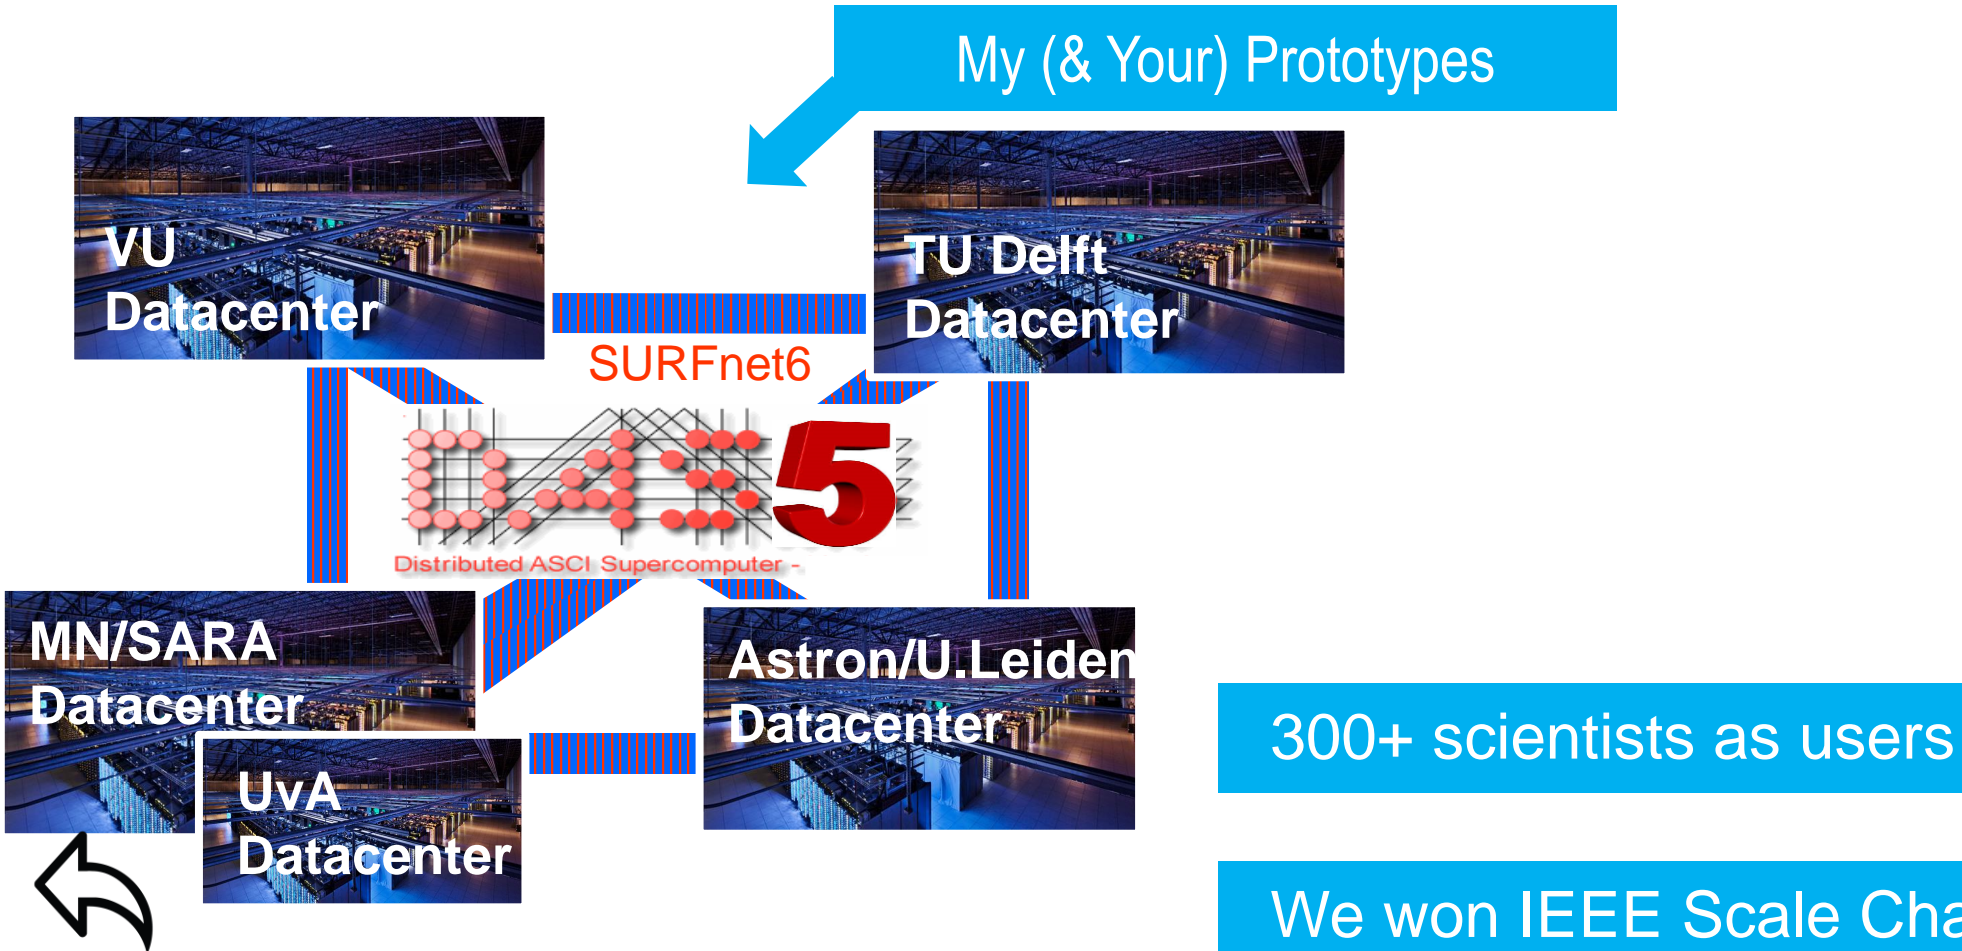 My (& Your) Prototypes
VU
Datacenter
TU Delft
Datacenter
SURFnet6
DAS 5
Distributed ASCI Supercomputer -
MN/SARA
Datacenter
Astron/U.Leiden
Datacenter
UvA
Datacenter
300+ scientists as users
We won IEEE Scale